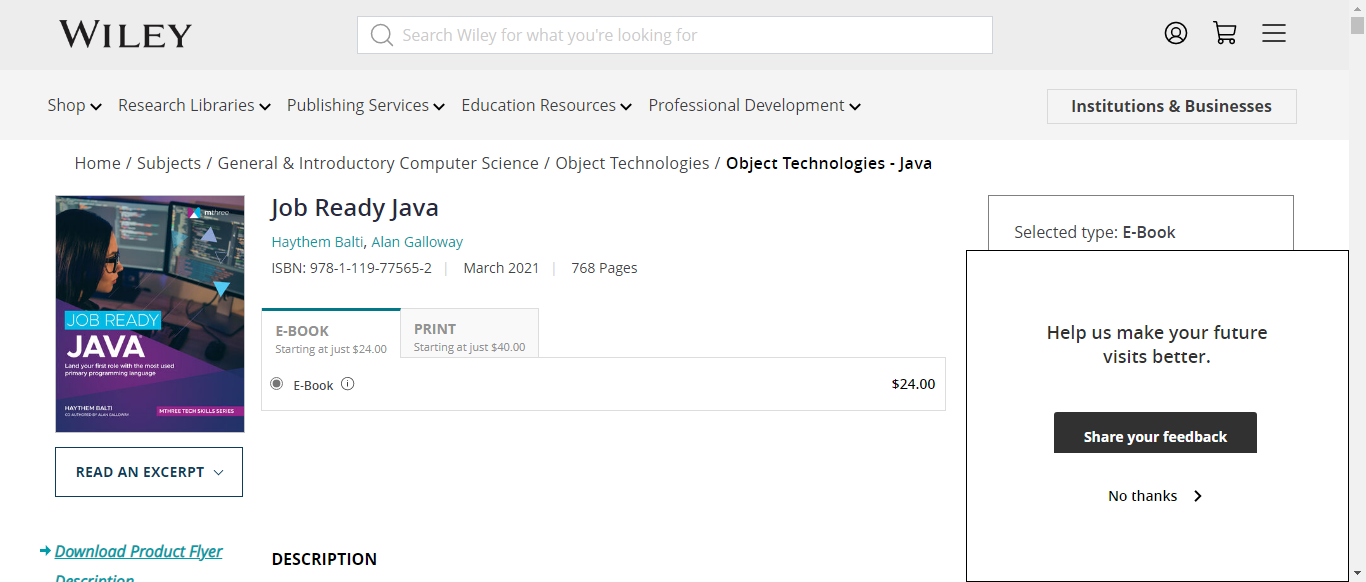 WILEY
Search Wiley for what you're looking for
Shop Research Libraries Publishing Services Education Resources Professional Development Institutions & Businesses
Home / Subjects / General & Introductory Computer Science / Object Technologies / Object Technologies - Java
mthree
JOB READY
JAVA
Land your first role with the most used
primary programming language
HAYTHEM BALTI
CO-AUTHORED BY ALAN GALLOWAY
MTHREE TECH SKILLS SERIES
READ AN EXCERPT
Download Product Flyer
Description
Job Ready Java
Haythem Balti, Alan Galloway
ISBN: 978-1-119-77565-2 | March 2021 | 768 Pages
E-BOOK
Starting at just $24.00
PRINT
Starting at just $40.00
E-Book $24.00
DESCRIPTION
Selected type: E-Book
Help us make your future
visits better.
Share your feedback
No thanks